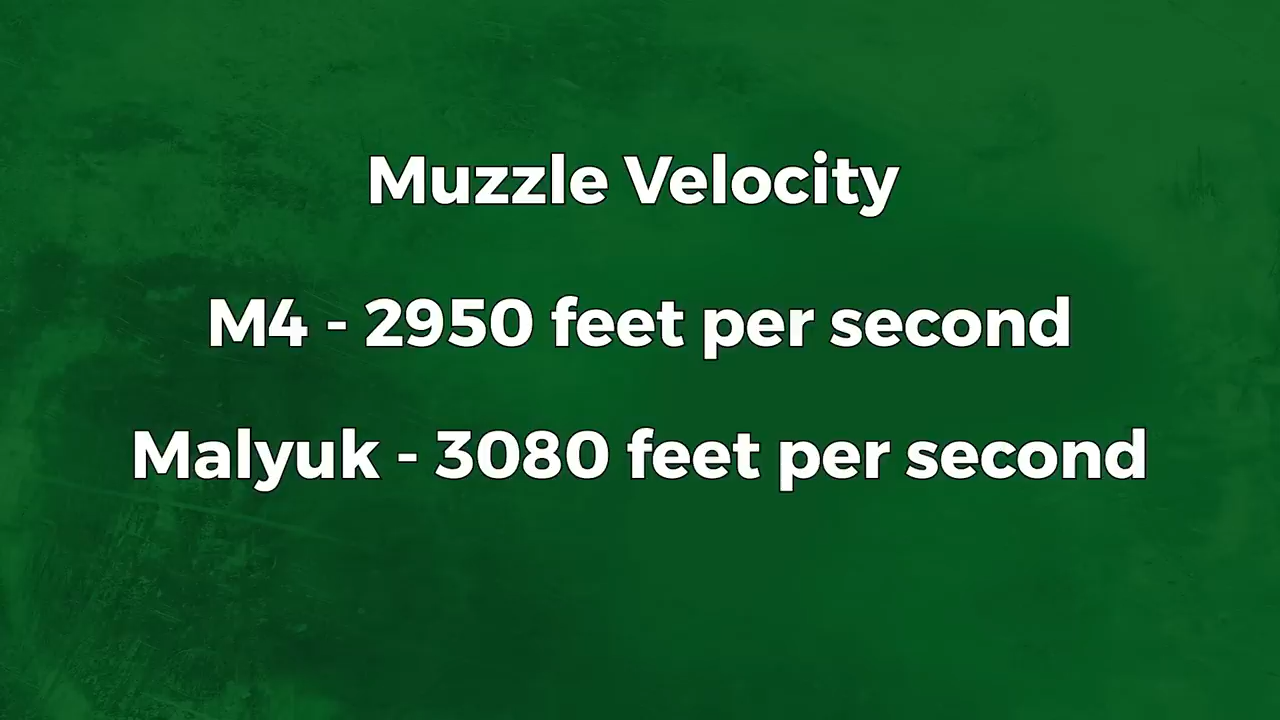 Muzzle Velocity
M4 - 2950 feet per second
Malyuk - 3080 feet per second